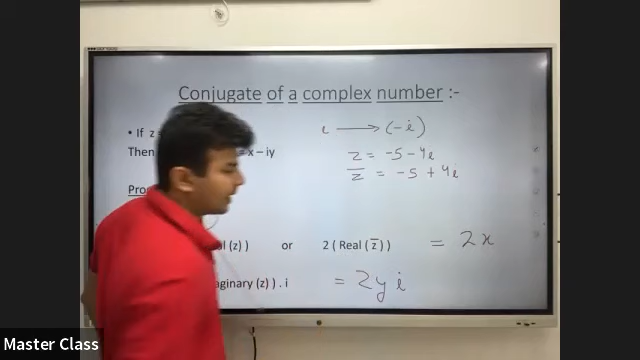 Conjugate of a complex number :-
• If z
i → (-i)
Then = x – iy
z = -5 - 4i
z̅ = -5 + 4i
Pro
al (z) ) or 2 ( Real ( z̅ ) ) = 2x
aginary (z) ) . i = 2y i
Master Class